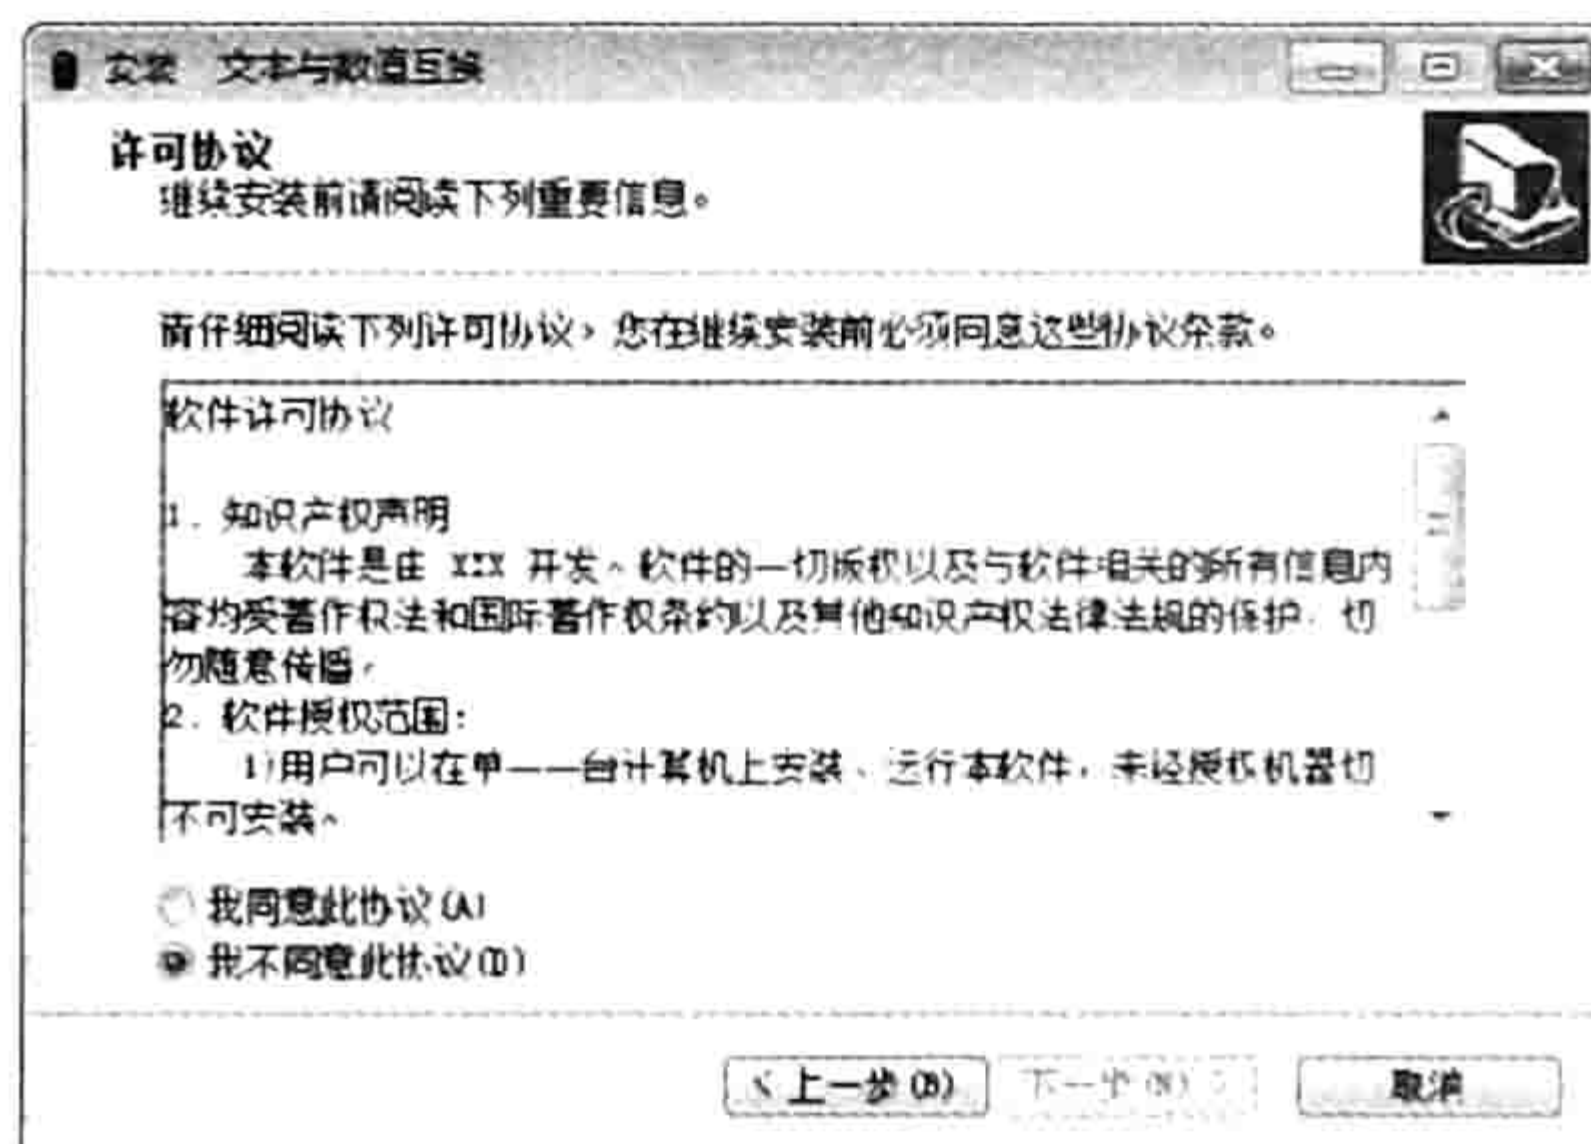 安装 文本与数值互换
许可协议
继续安装前请阅读下列重要信息。
请仔细阅读下列许可协议，您在继续安装前必须同意这些协议条款。
软件许可协议
1. 知识产权声明
本软件是由 XXX 开发。软件的一切版权以及与软件相关的所有信息内
容均受著作权法和国际著作权条约以及其他知识产权法律法规的保护，切
勿随意传播。
2. 软件授权范围：
1)用户可以在单一一台计算机上安装、运行本软件，未经授权机器切
不可安装。
我同意此协议(A)
我不同意此协议(D)
<上一步(B)
下一步(N)>
取消